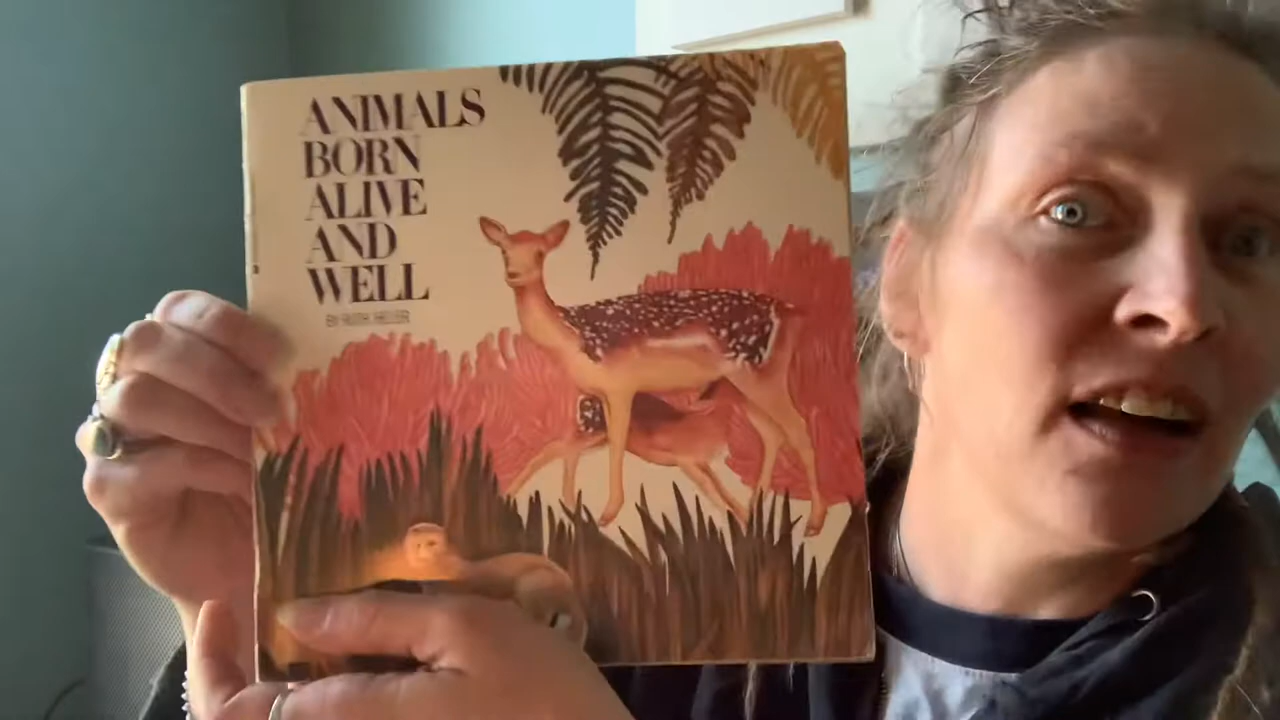 ANIMALS
BORN
ALIVE
AND
WELL
BY RUTH HELLER